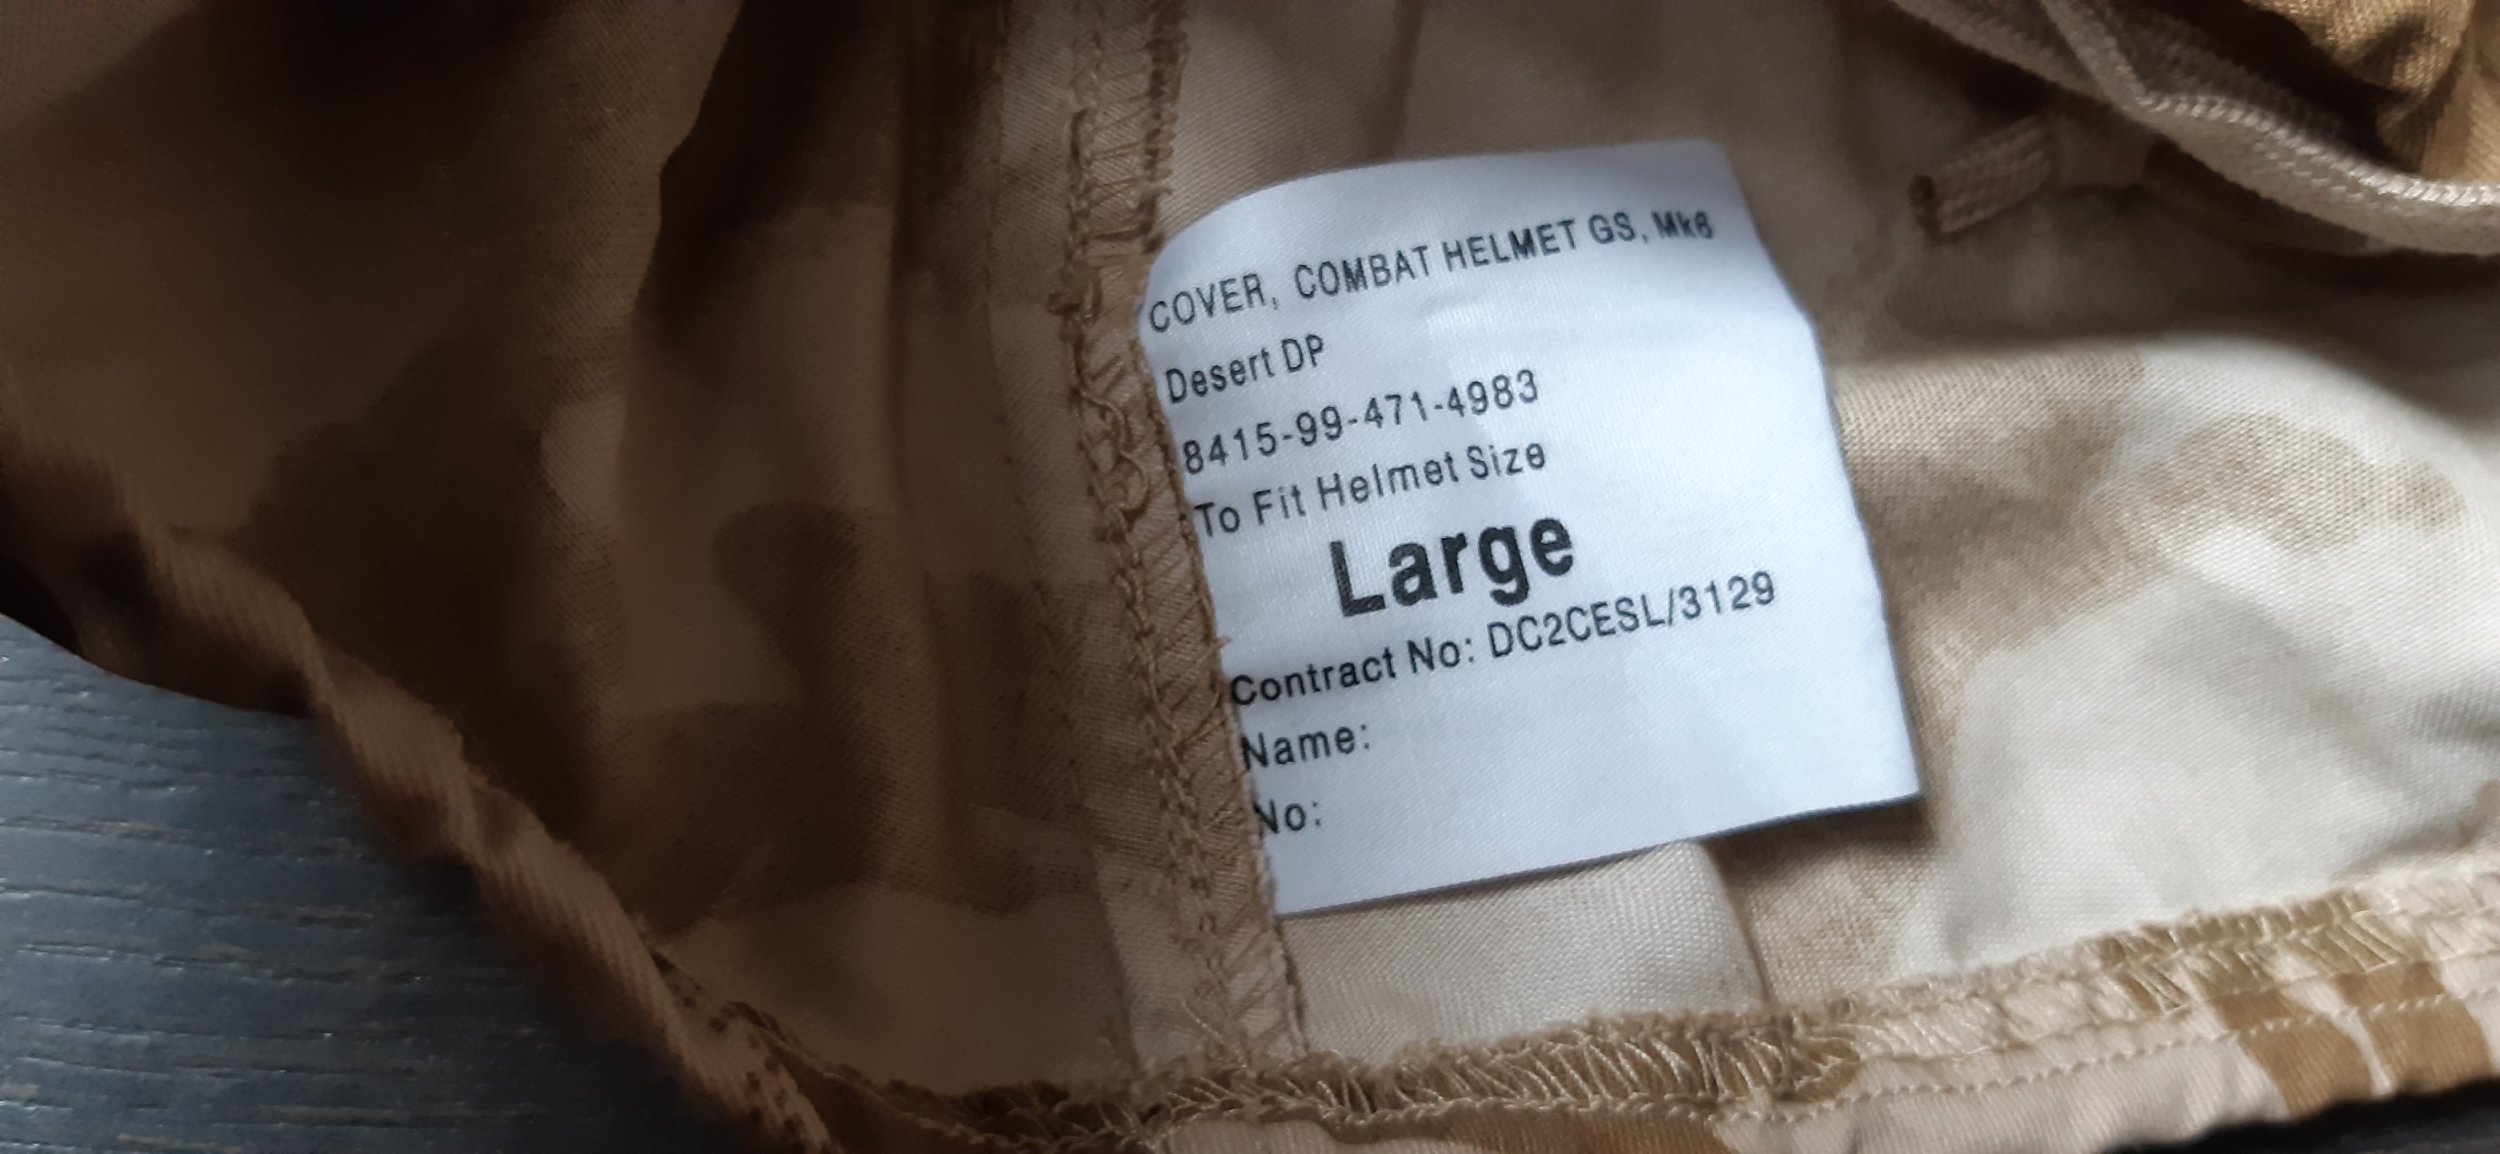 COVER, COMBAT HELMET GS, Mk6
Desert DP
8415-99-471-4983
To Fit Helmet Size
Large
Contract No: DC2CESL/3129
Name:
No: